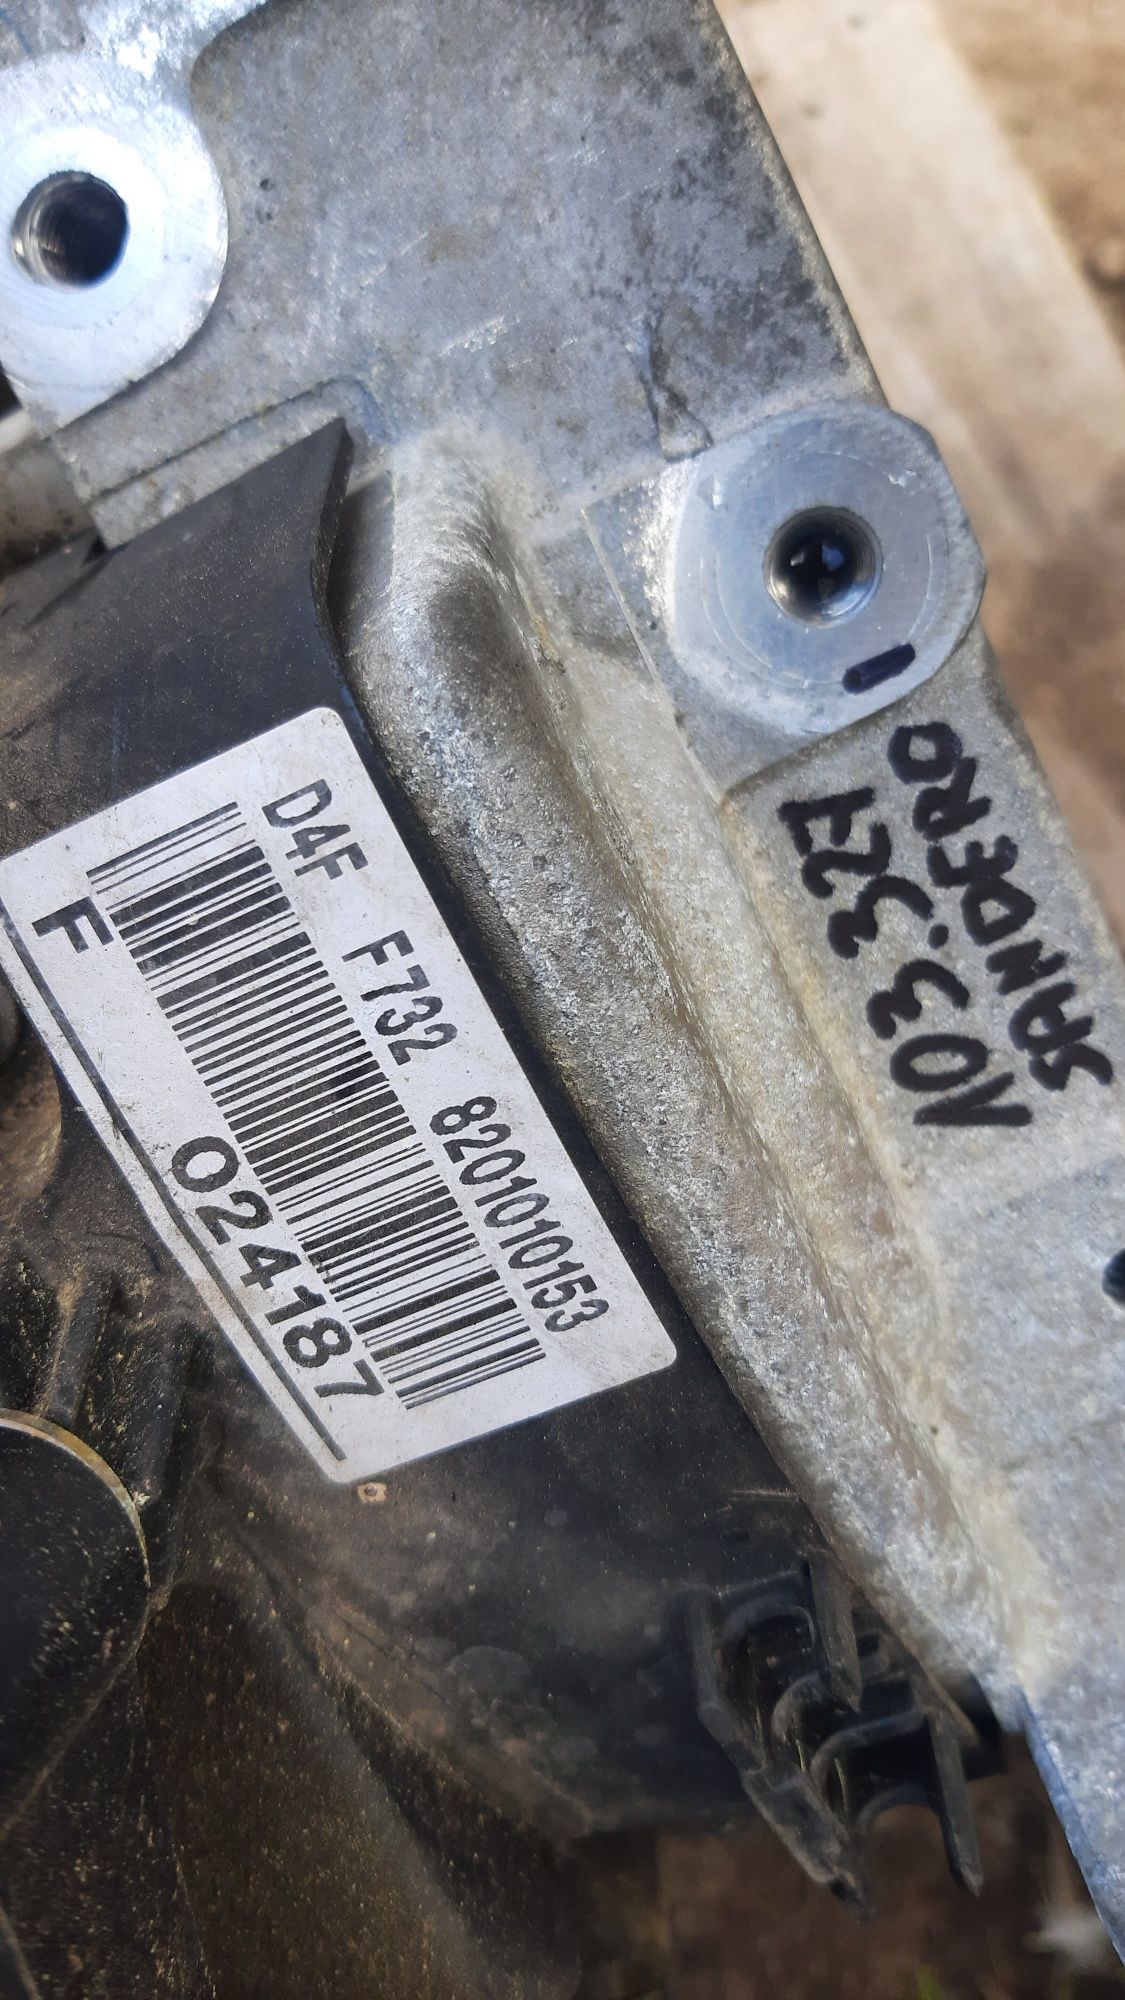 D4F F732 8201010153
F 024187
103.327
SANDERO